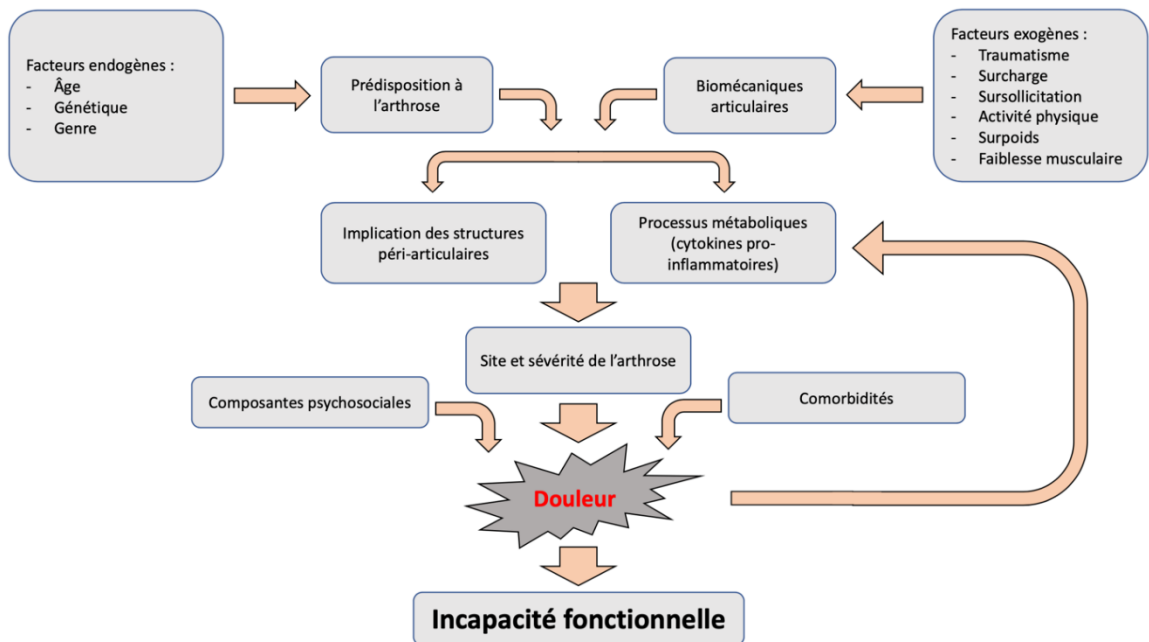 Facteurs endogènes :
- Âge
- Génétique
- Genre
Prédisposition à
l'arthrose
Biomécaniques
articulaires
Facteurs exogènes :
- Traumatisme
- Surcharge
- Sursollicitation
- Activité physique
- Surpoids
- Faiblesse musculaire
Implication des structures
péri-articulaires
Processus métaboliques
(cytokines pro-
inflammatoires)
Site et sévérité de l'arthrose
Composantes psychosociales
Comorbidités
Douleur
Incapacité fonctionnelle